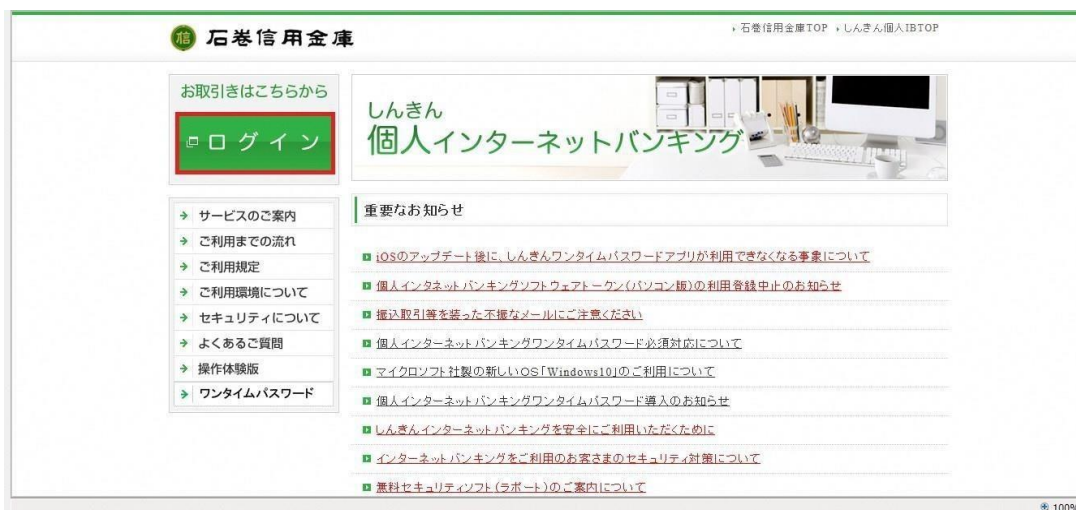 信 石巻信用金庫
石巻信用金庫TOP しんきん個人IBTOP
お取引きはこちらから
ログイン
しんきん
個人インターネットバンキング
サービスのご案内
ご利用までの流れ
ご利用規定
ご利用環境について
セキュリティについて
よくあるご質問
操作体験版
ワンタイムパスワード
重要なお知らせ
iOSのアップデート後に、しんきんワンタイムパスワードアプリが利用できなくなる事象について
個人インタネットバンキングソフトウェアトークン(パソコン版)の利用登録中止のお知らせ
振込取引等を装った不振なメールにご注意ください
個人インターネットバンキングワンタイムパスワード必須対応について
マイクロソフト社製の新しいOS「Windows10」のご利用について
個人インターネットバンキングワンタイムパスワード導入のお知らせ
しんきんインターネットバンキングを安全にご利用いただくために
インターネットバンキングをご利用のお客さまのセキュリティ対策について
無料セキュリティソフト(ラポート)のご案内について
100%